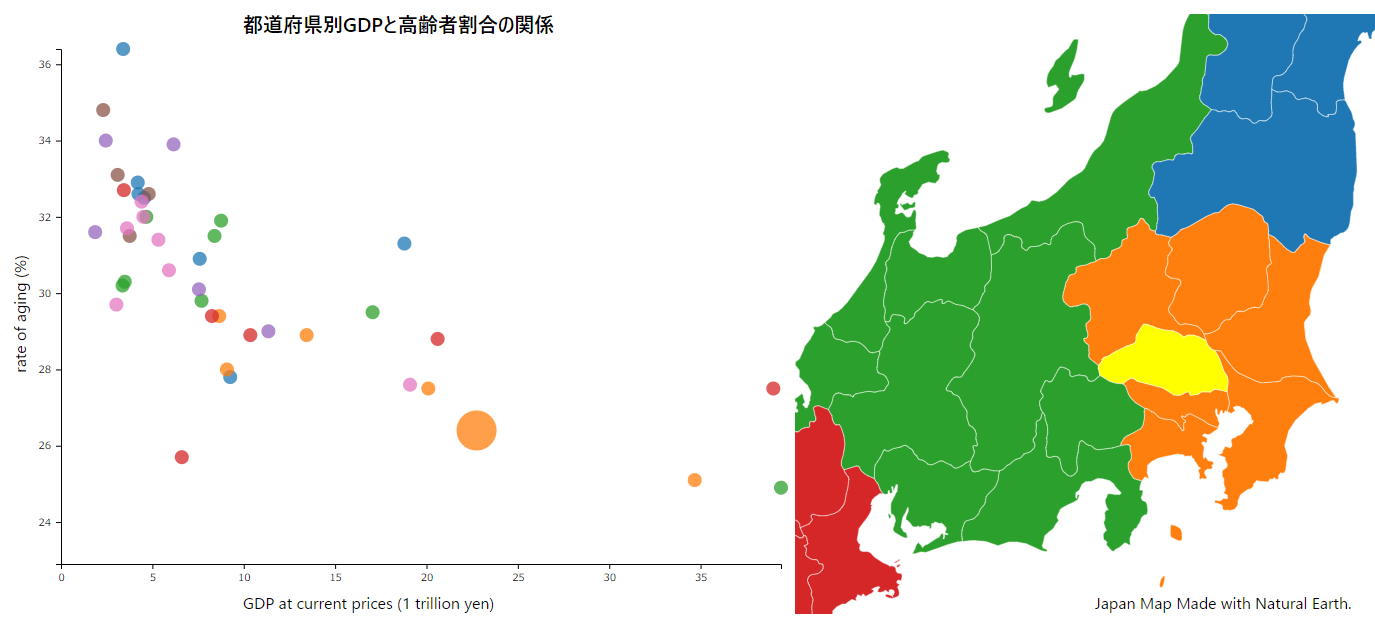 都道府県別GDPと高齢者割合の関係
36
34
32
30
28
26
24
rate of aging (%)
0 5 10 15 20 25 30 35
GDP at current prices (1 trillion yen)
Japan Map Made with Natural Earth.